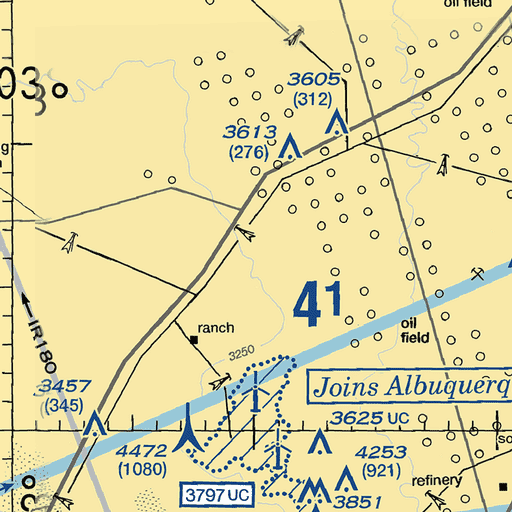 oil field
03°
3605
(312)
3613
(276)
g
41
oil
field
ranch
IR180
3250
3457
(345)
Joins Albuquerq
3625 UC
so
4472
(1080)
4253
(921)
refinery
3797 UC
3851